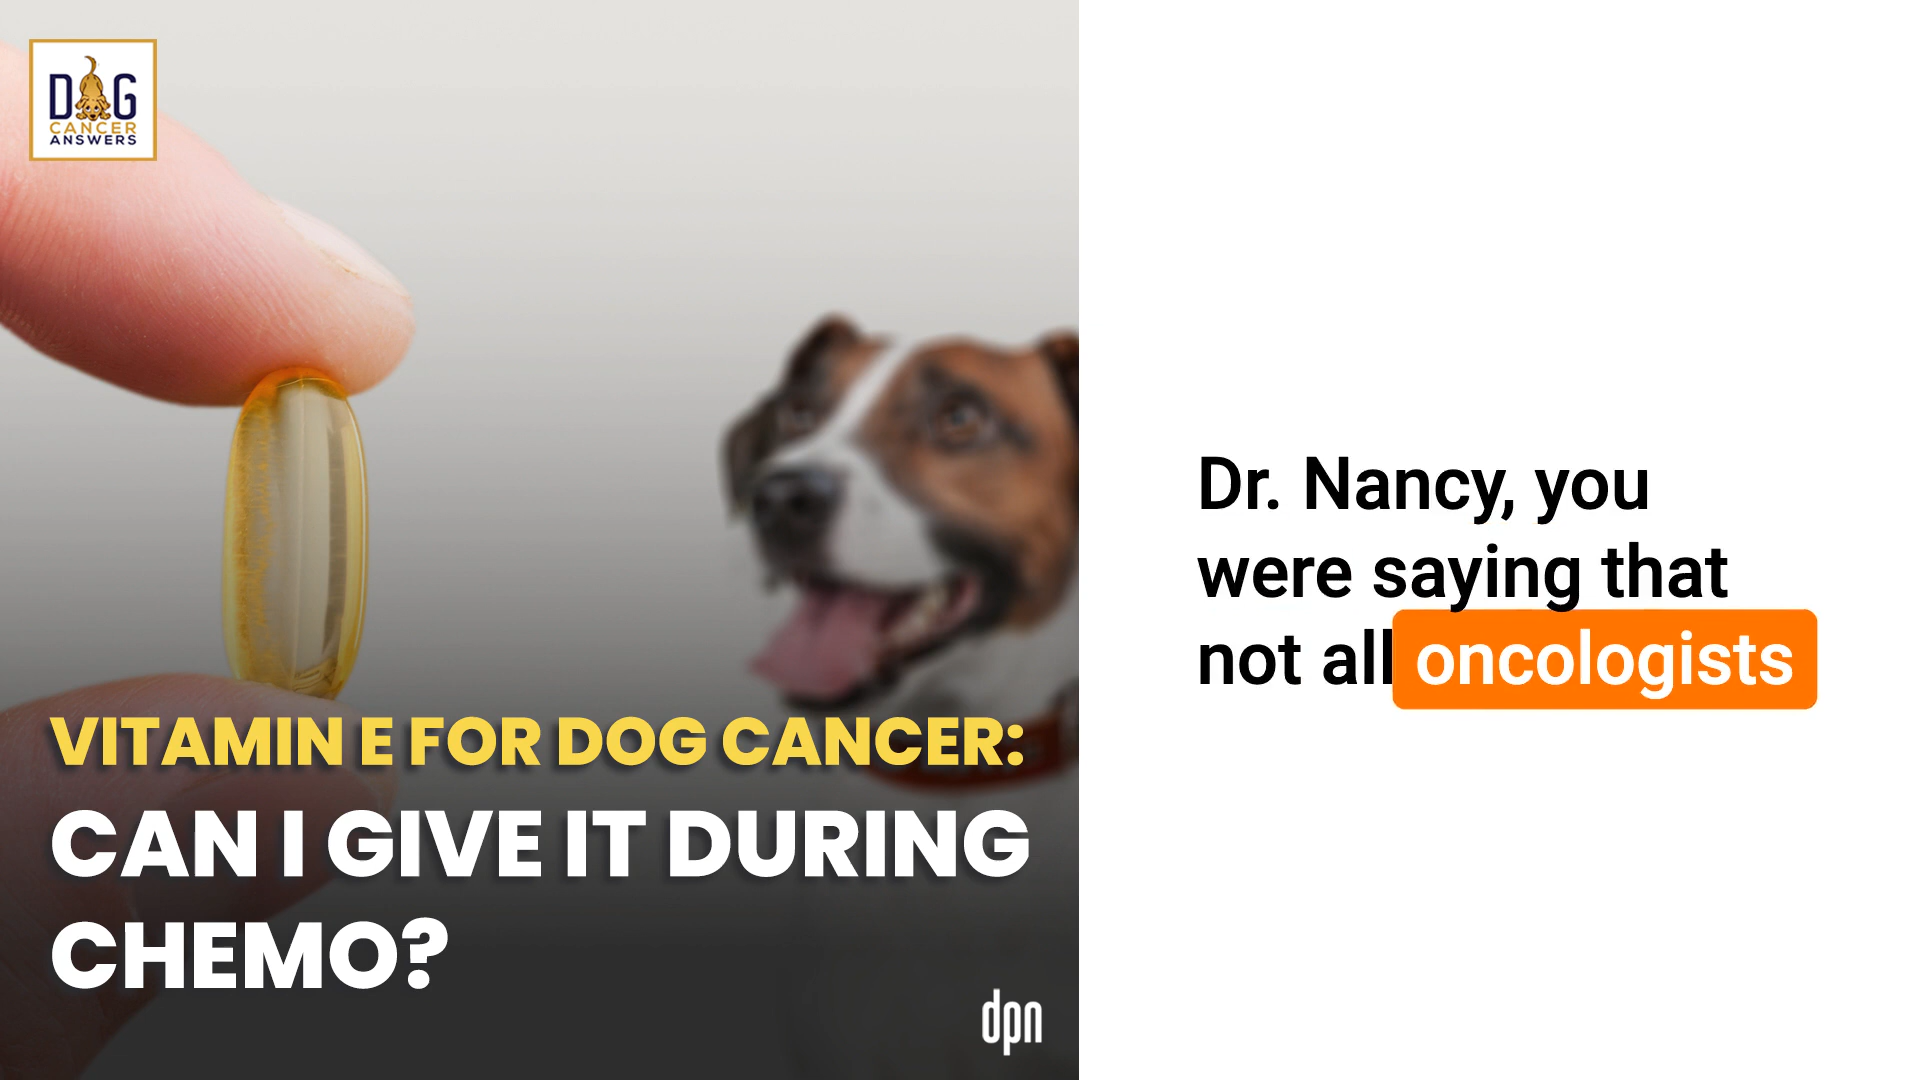 DOG
CANCER
ANSWERS
VITAMIN E FOR DOG CANCER:
CAN I GIVE IT DURING
CHEMO?
dpn
Dr. Nancy, you
were saying that
not all oncologists